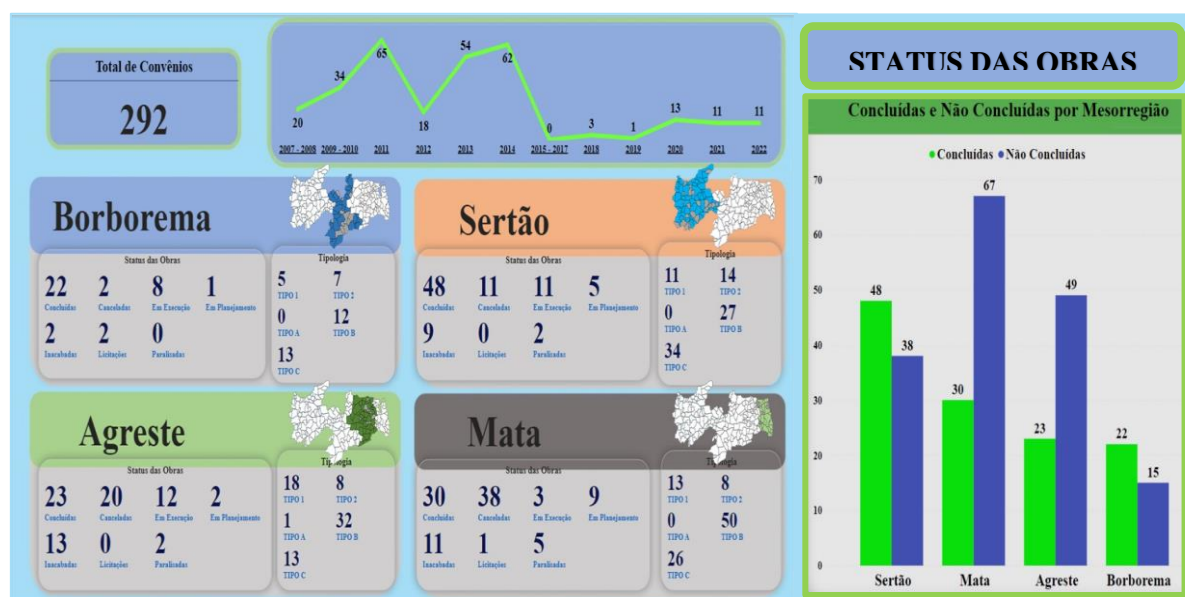 Total de Convênios
292
20
34
65
18
54
62
0
3
1
13
11
11
2007 - 2008 2009 - 2010 2011 2012 2013 2014 2015 - 2017 2018 2019 2020 2021 2022
STATUS DAS OBRAS
Borborema
Status das Obras
22 2 8 1
Concluídas Canceladas Em Execução Em Planejamento
2 2 0
Inacabadas Licitações Paralisadas
Tipologia
5 7
TIPO 1 TIPO 2
0 12
TIPO A TIPO B
13
TIPO C
Sertão
Status das Obras
48 11 11 5
Concluídas Canceladas Em Execução Em Planejamento
9 0 2
Inacabadas Licitações Paralisadas
Tipologia
11 14
TIPO 1 TIPO 2
0 27
TIPO A TIPO B
34
TIPO C
Agreste
Status das Obras
23 20 12 2
Concluídas Canceladas Em Execução Em Planejamento
13 0 2
Inacabadas Licitações Paralisadas
Tipologia
18 8
TIPO 1 TIPO 2
1 32
TIPO A TIPO B
13
TIPO C
Mata
Status das Obras
30 38 3 9
Concluídas Canceladas Em Execução Em Planejamento
11 1 5
Inacabadas Licitações Paralisadas
Tipologia
13 8
TIPO 1 TIPO 2
0 50
TIPO A TIPO B
26
TIPO C
Concluídas e Não Concluídas por Mesorregião
Concluídas Não Concluídas
70
60
50
40
30
20
10
0
48
38
30
67
23
49
22
15
Sertão Mata Agreste Borborema